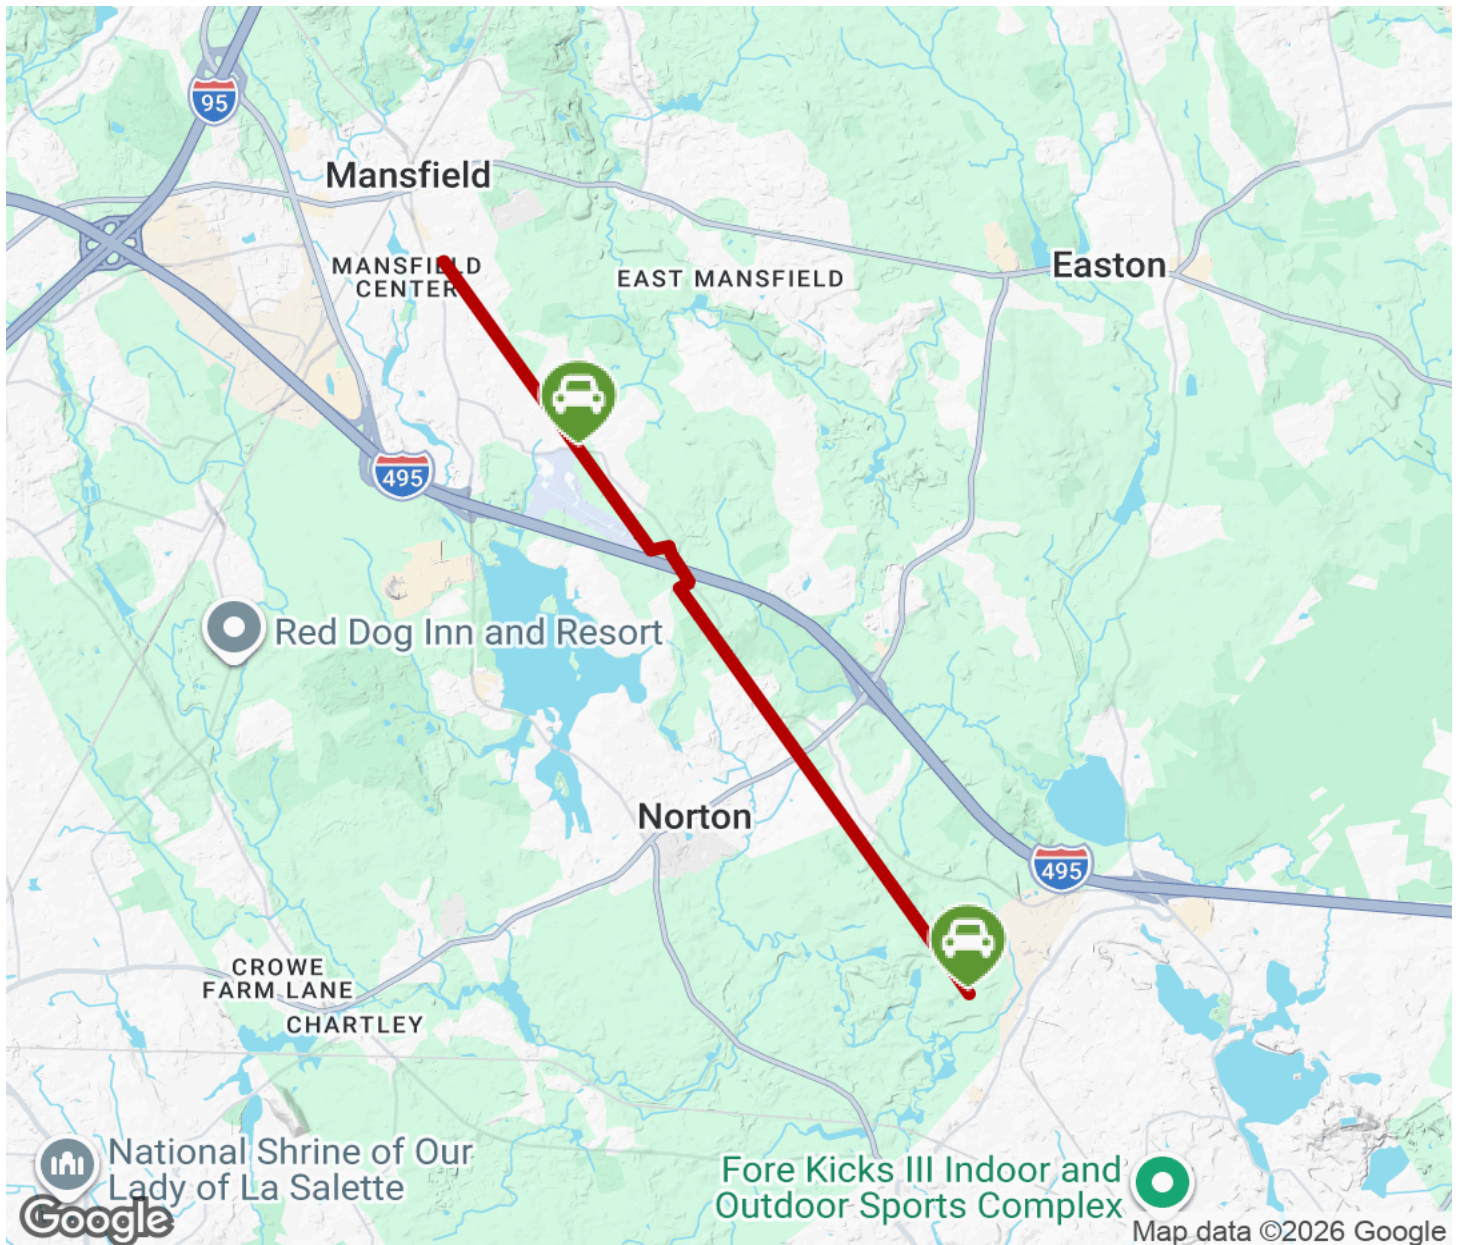 95
Mansfield
MANSFIELD
CENTER
EAST MANSFIELD
Easton
495
Red Dog Inn and Resort
Norton
495
CROWE
FARM LANE
CHARTLEY
National Shrine of Our
Lady of La Salette
Fore Kicks III Indoor and
Outdoor Sports Complex
Google
Map data ©2026 Google